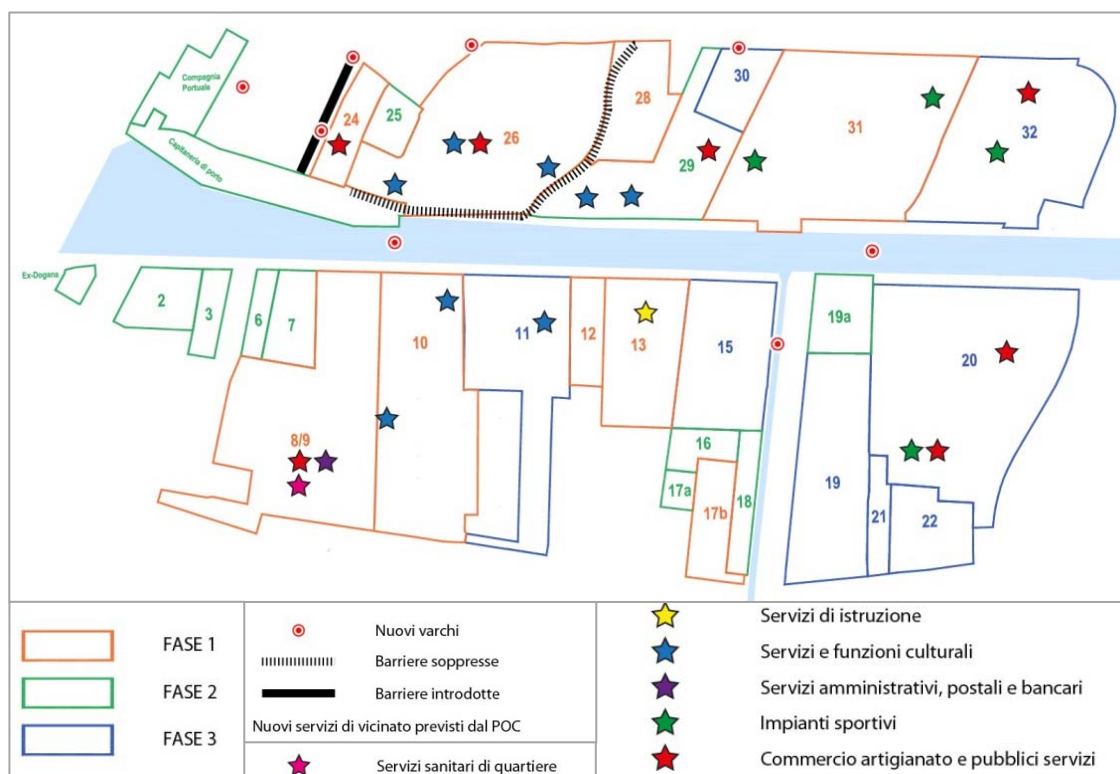 Compagnia
Portuale
Capitaneria di porto
Ex-Dogana
24
25
26
28
29
30
31
32
2
3
6
7
8/9
10
11
12
13
15
16
17a
17b
18
19a
19
20
21
22
FASE 1
FASE 2
FASE 3
Nuovi varchi
Barriere soppresse
Barriere introdotte
Nuovi servizi di vicinato previsti dal POC
Servizi sanitari di quartiere
Servizi di istruzione
Servizi e funzioni culturali
Servizi amministrativi, postali e bancari
Impianti sportivi
Commercio artigianato e pubblici servizi